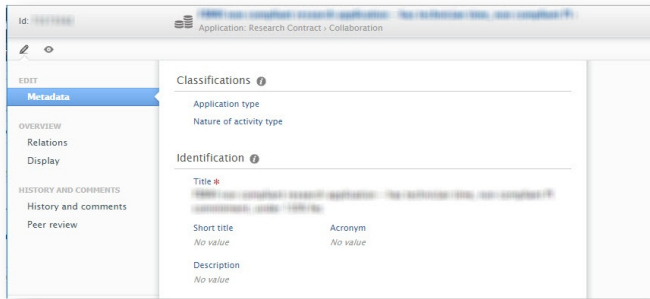 Id:
Application: Research Contract › Collaboration
EDIT
Metadata
OVERVIEW
Relations
Display
HISTORY AND COMMENTS
History and comments
Peer review
Classifications
Application type
Nature of activity type
Identification
Title *
Short title Acronym
No value No value
Description
No value